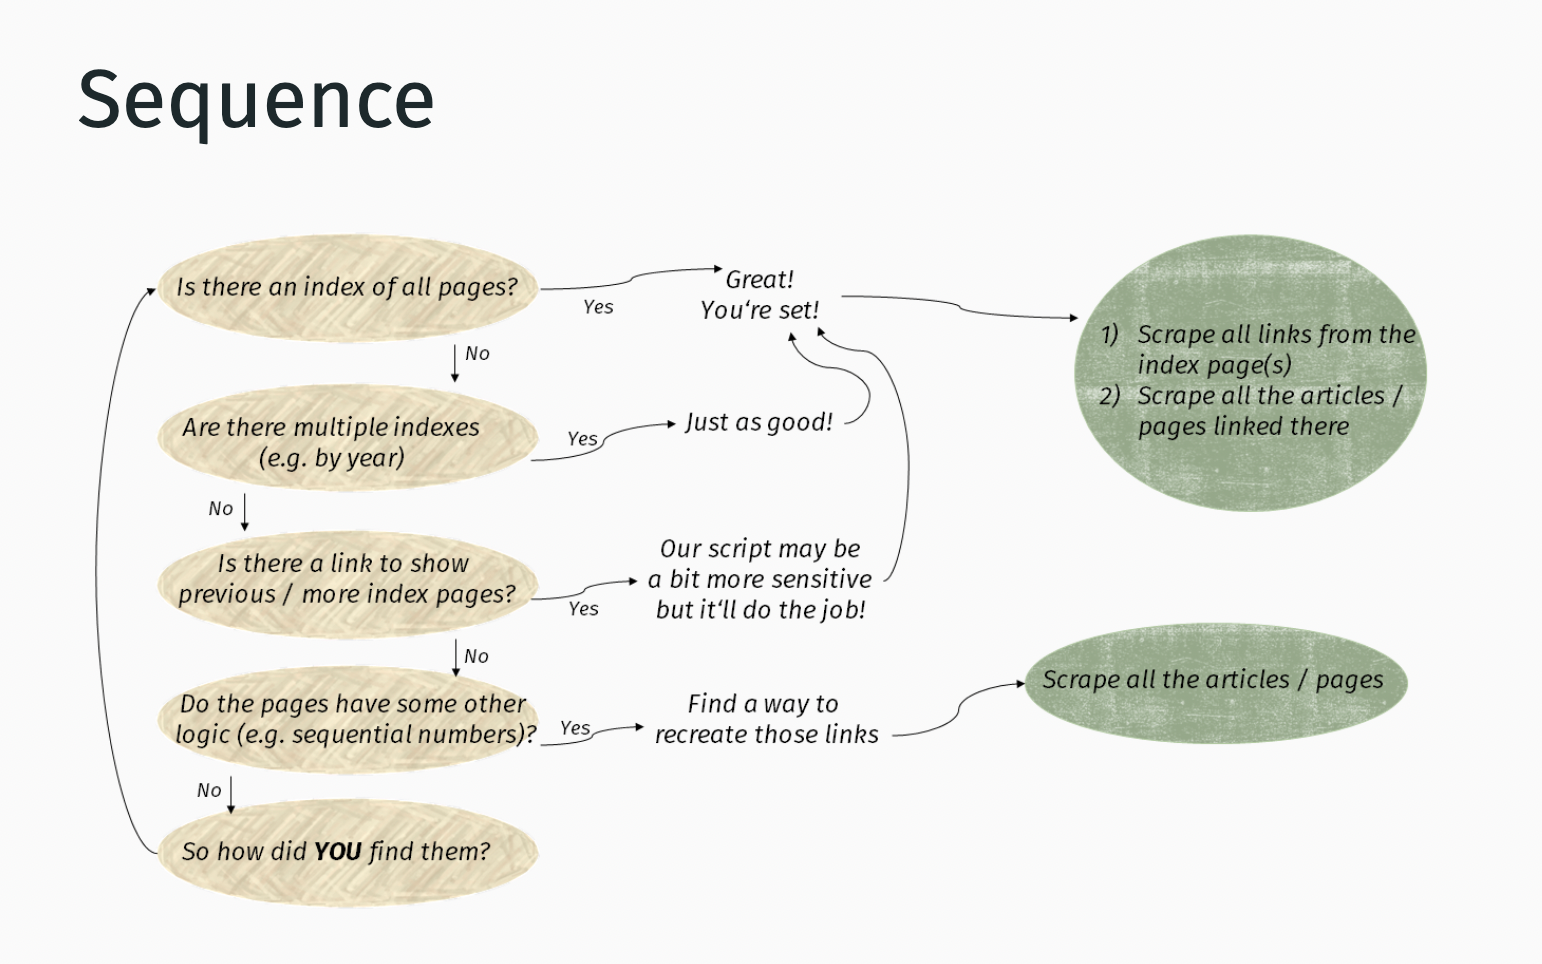 Sequence
Is there an index of all pages?
Yes
Great!
You‘re set!
No
1) Scrape all links from the
index page(s)
2) Scrape all the articles /
pages linked there
Are there multiple indexes
(e.g. by year)
Yes
Just as good!
No
Is there a link to show
previous / more index pages?
Yes
Our script may be
a bit more sensitive
but it‘ll do the job!
No
Do the pages have some other
logic (e.g. sequential numbers)?
Yes
Find a way to
recreate those links
Scrape all the articles / pages
No
So how did YOU find them?